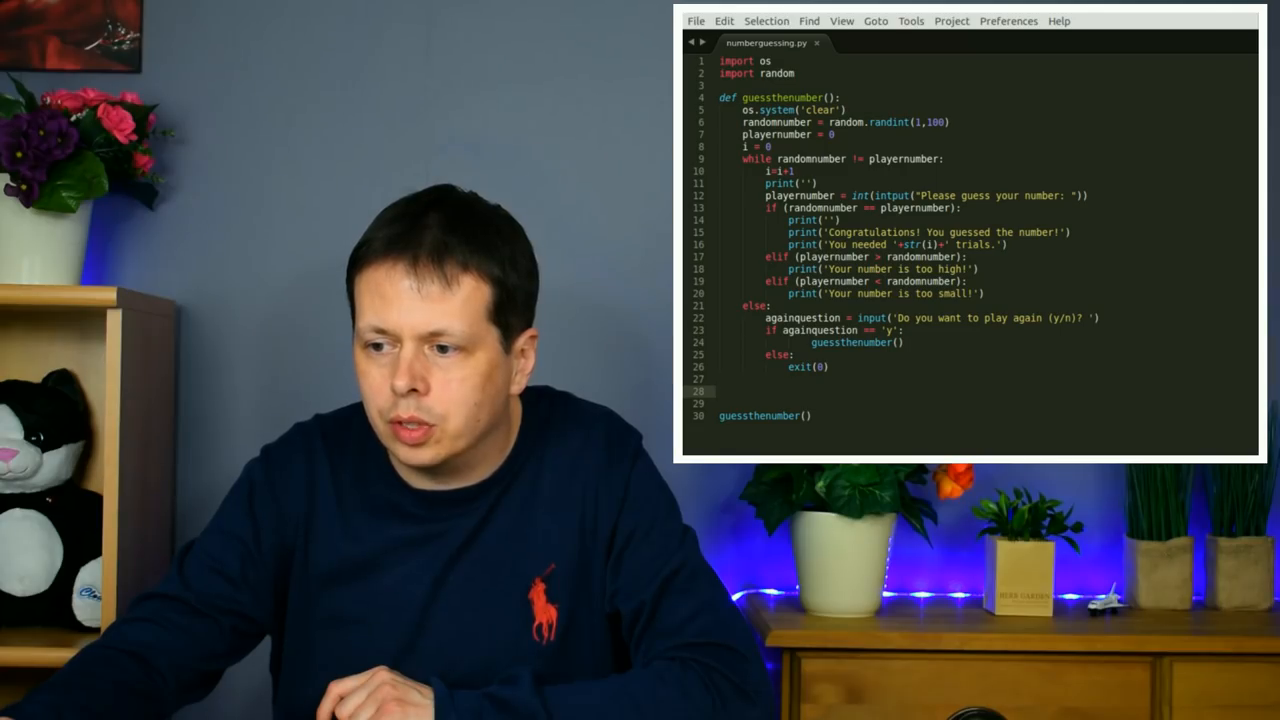 File Edit Selection Find View Goto Tools Project Preferences Help
numberguessing.py ×
1 import os
2 import random
3
4 def guessthenumber():
5 os.system('clear')
6 randomnumber = random.randint(1,100)
7 playernumber = 0
8 i = 0
9 while randomnumber != playernumber:
10 i=i+1
11 print('')
12 playernumber = int(intput("Please guess your number: "))
13 if (randomnumber == playernumber):
14 print('')
15 print('Congratulations! You guessed the number!')
16 print('You needed '+str(i)+' trials.')
17 elif (playernumber > randomnumber):
18 print('Your number is too high!')
19 elif (playernumber < randomnumber):
20 print('Your number is too small!')
21 else:
22 againquestion = input('Do you want to play again (y/n)? ')
23 if againquestion == 'y':
24 guessthenumber()
25 else:
26 exit(0)
27
28
29
30 guessthenumber()
HERB GARDEN